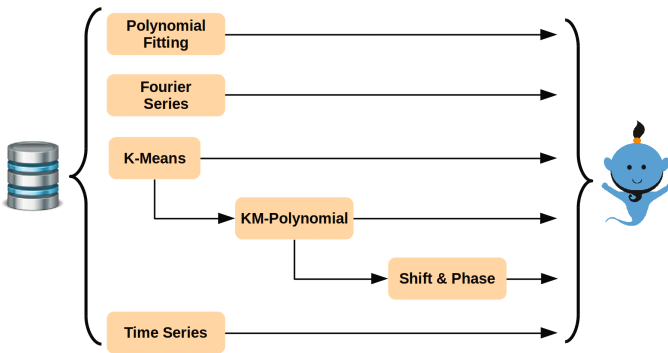 Polynomial
Fitting
Fourier
Series
K-Means
KM-Polynomial
Shift & Phase
Time Series